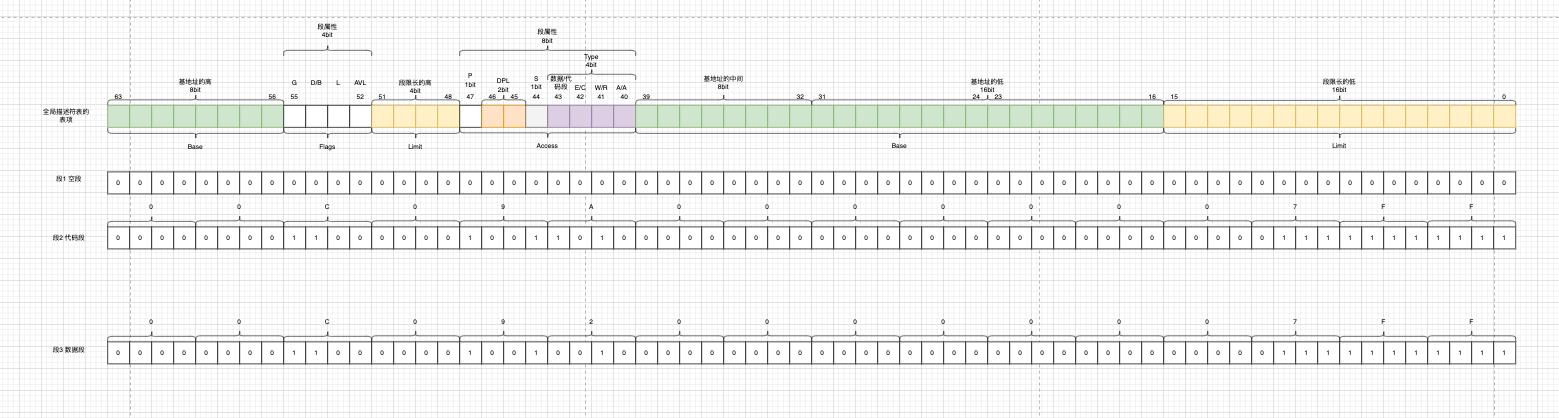 段属性
4bit
段属性
8bit
Type
4bit
基地址的高
8bit
G D/B L AVL
段限长的高
4bit
P
1bit
DPL
2bit
S
1bit
数据/代
码段
E/C W/R A/A
基地址的中间
8bit
基地址的低
16bit
段限长的低
16bit
63 56 55 52 51 48 47 46 45 44 43 42 41 40 39 32 31 24 23 16 15 0
全局描述符表的
表项
Base Flags Limit Access Base Limit
段1 空段
0 0 0 0 0 0 0 0 0 0 0 0 0 0 0 0 0 0 0 0 0 0 0 0 0 0 0 0 0 0 0 0 0 0 0 0 0 0 0 0 0 0 0 0 0 0 0 0 0 0 0 0 0 0 0 0 0 0 0 0 0 0 0 0
0 0 C 0 9 A 0 0 0 0 0 0 0 7 F F
段2 代码段
0 0 0 0 0 0 0 0 1 1 0 0 0 0 0 0 1 0 0 1 1 0 1 0 0 0 0 0 0 0 0 0 0 0 0 0 0 0 0 0 0 0 0 0 0 0 0 0 0 0 0 0 0 1 1 1 1 1 1 1 1 1 1 1
0 0 C 0 9 2 0 0 0 0 0 0 0 7 F F
段3 数据段
0 0 0 0 0 0 0 0 1 1 0 0 0 0 0 0 1 0 0 1 0 0 1 0 0 0 0 0 0 0 0 0 0 0 0 0 0 0 0 0 0 0 0 0 0 0 0 0 0 0 0 0 0 1 1 1 1 1 1 1 1 1 1 1